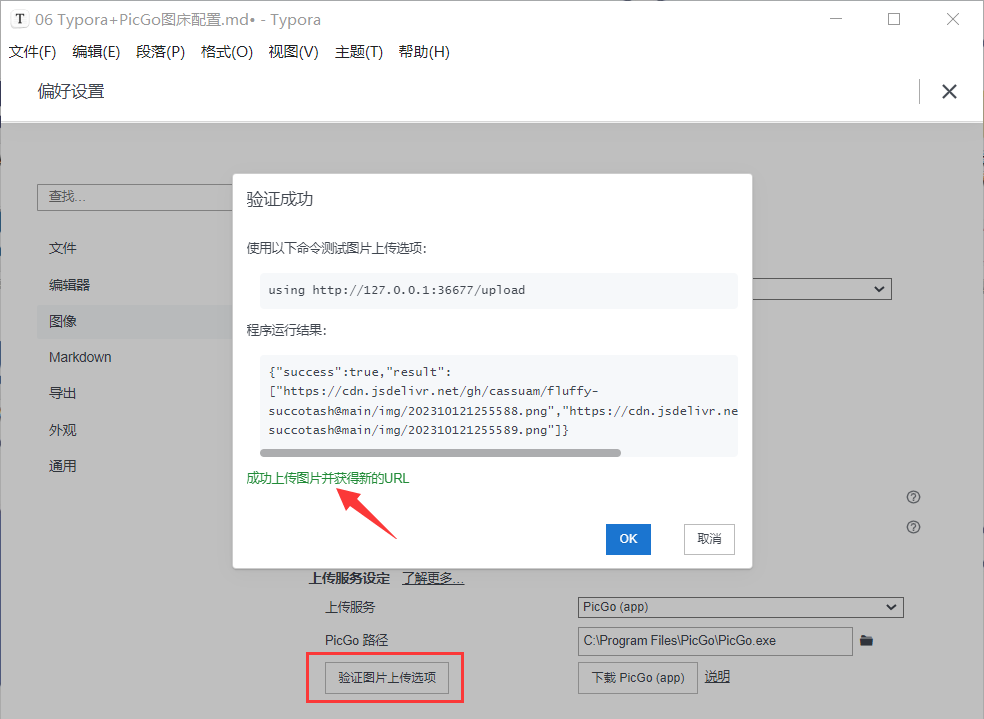 06 Typora+PicGo图床配置.md• - Typora
文件(F) 编辑(E) 段落(P) 格式(O) 视图(V) 主题(T) 帮助(H)
偏好设置
查找...
文件
编辑器
图像
Markdown
导出
外观
通用
验证成功
使用以下命令测试图片上传选项:
using http://127.0.0.1:36677/upload
程序运行结果:
{"success":true,"result":
["https://cdn.jsdelivr.net/gh/cassuam/fluffy-
succotash@main/img/202310121255588.png","https://cdn.jsdelivr.ne
succotash@main/img/202310121255589.png"]}
成功上传图片并获得新的URL
OK 取消
上传服务设定 了解更多...
上传服务 PicGo (app)
PicGo 路径 C:\Program Files\PicGo\PicGo.exe
验证图片上传选项 下载 PicGo (app) 说明